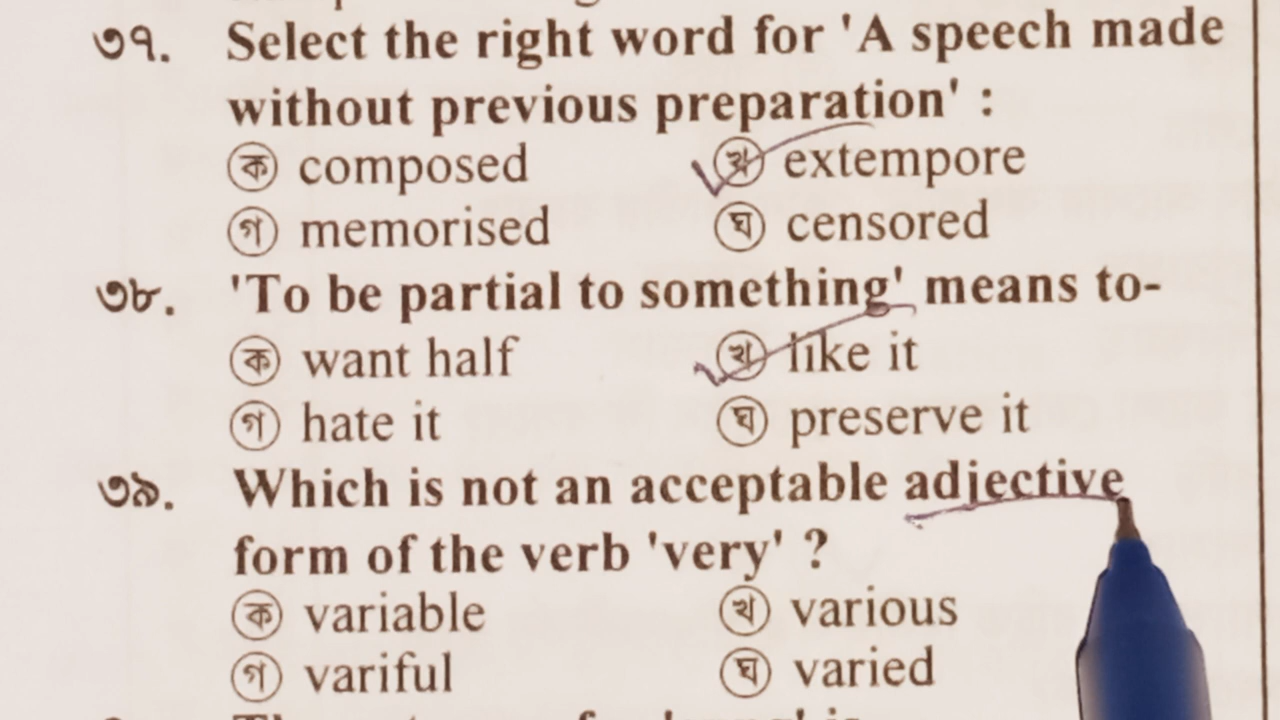 ৩৭. Select the right word for 'A speech made
without previous preparation' :
ক composed খ extempore
গ memorised ঘ censored
৩৮. 'To be partial to something' means to-
ক want half খ like it
গ hate it ঘ preserve it
৩৯. Which is not an acceptable adjective
form of the verb 'very' ?
ক variable খ various
গ variful ঘ varied